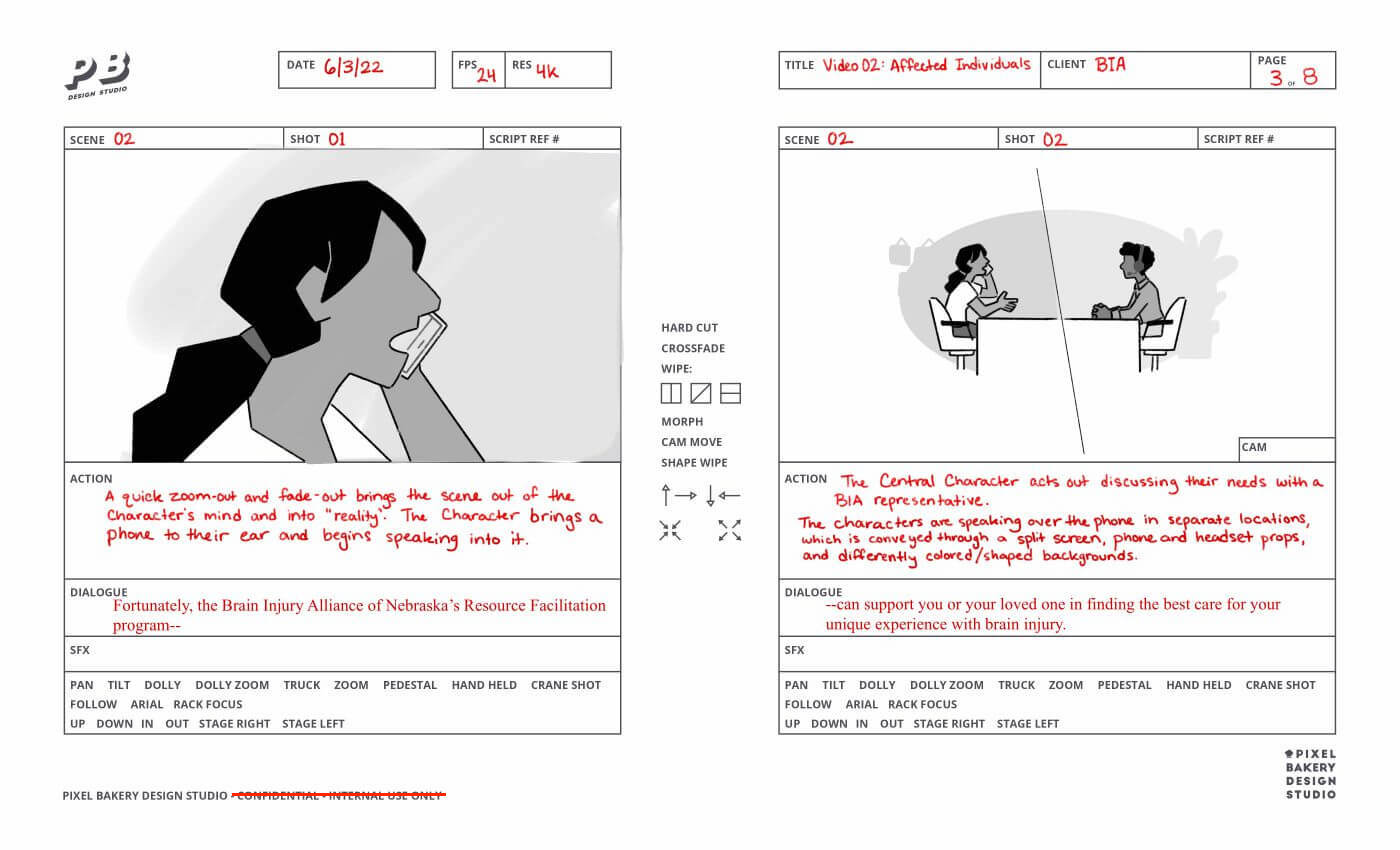 PB
DESIGN STUDIO
DATE 6/3/22
FPS 24
RES 4K
TITLE Video 02: Affected Individuals
CLIENT BIA
PAGE
3 OF 8
SCENE 02
SHOT 01
SCRIPT REF #
ACTION
A quick zoom-out and fade-out brings the scene out of the
Character's mind and into "reality". The Character brings a
phone to their ear and begins speaking into it.
DIALOGUE
Fortunately, the Brain Injury Alliance of Nebraska's Resource Facilitation
program--
SFX
PAN TILT DOLLY DOLLY ZOOM TRUCK ZOOM PEDESTAL HAND HELD CRANE SHOT
FOLLOW ARIAL RACK FOCUS
UP DOWN IN OUT STAGE RIGHT STAGE LEFT
HARD CUT
CROSSFADE
WIPE:
MORPH
CAM MOVE
SHAPE WIPE
SCENE 02
SHOT 02
SCRIPT REF #
CAM
ACTION The Central Character acts out discussing their needs with a
BIA representative.
The characters are speaking over the phone in separate locations,
which is conveyed through a split screen, phone and headset props,
and differently colored/shaped backgrounds.
DIALOGUE
--can support you or your loved one in finding the best care for your
unique experience with brain injury.
SFX
PAN TILT DOLLY DOLLY ZOOM TRUCK ZOOM PEDESTAL HAND HELD CRANE SHOT
FOLLOW ARIAL RACK FOCUS
UP DOWN IN OUT STAGE RIGHT STAGE LEFT
PIXEL BAKERY DESIGN STUDIO - CONFIDENTIAL - INTERNAL USE ONLY
PIXEL
BAKERY
DESIGN
STUDIO